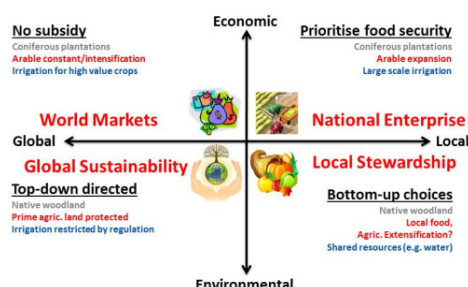 Economic
No subsidy
Coniferous plantations
Arable constant/intensification
Irrigation for high value crops
Prioritise food security
Coniferous plantations
Arable expansion
Large scale irrigation
World Markets
National Enterprise
Global
Local
Global Sustainability
Local Stewardship
Top-down directed
Native woodland
Prime agric. land protected
Irrigation restricted by regulation
Bottom-up choices
Native woodland
Local food,
Agric. Extensification?
Shared resources (e.g. water)
Environmental